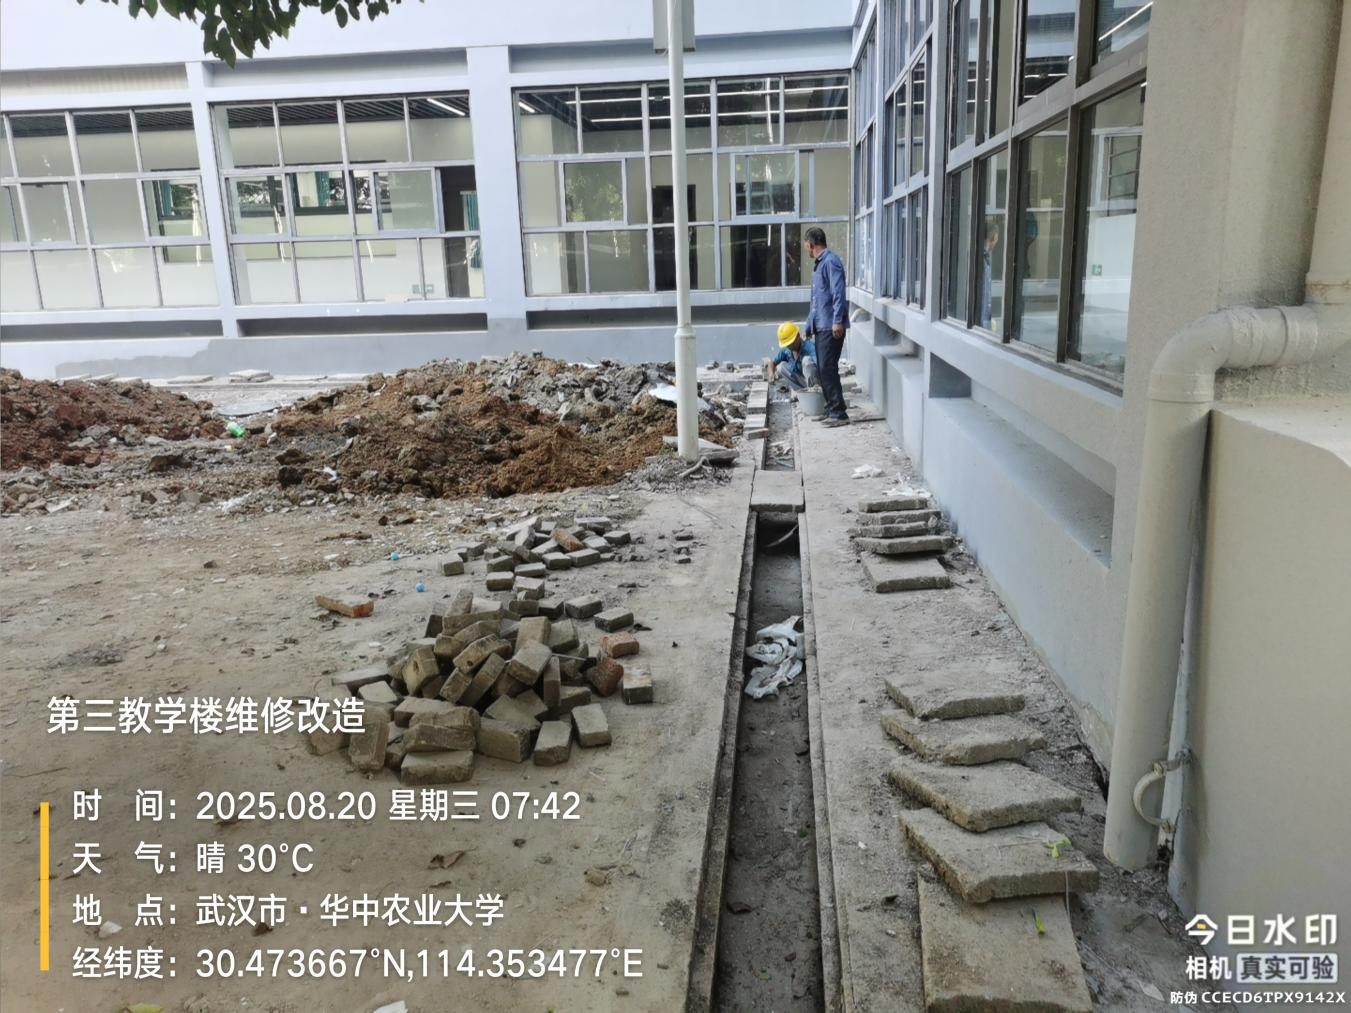 第三教学楼维修改造
时 间：2025.08.20 星期三 07:42
天 气：晴 30°C
地 点：武汉市·华中农业大学
经纬度：30.473667°N,114.353477°E
今日水印
相机 真实可验
防伪 CCECD6TPX9142X